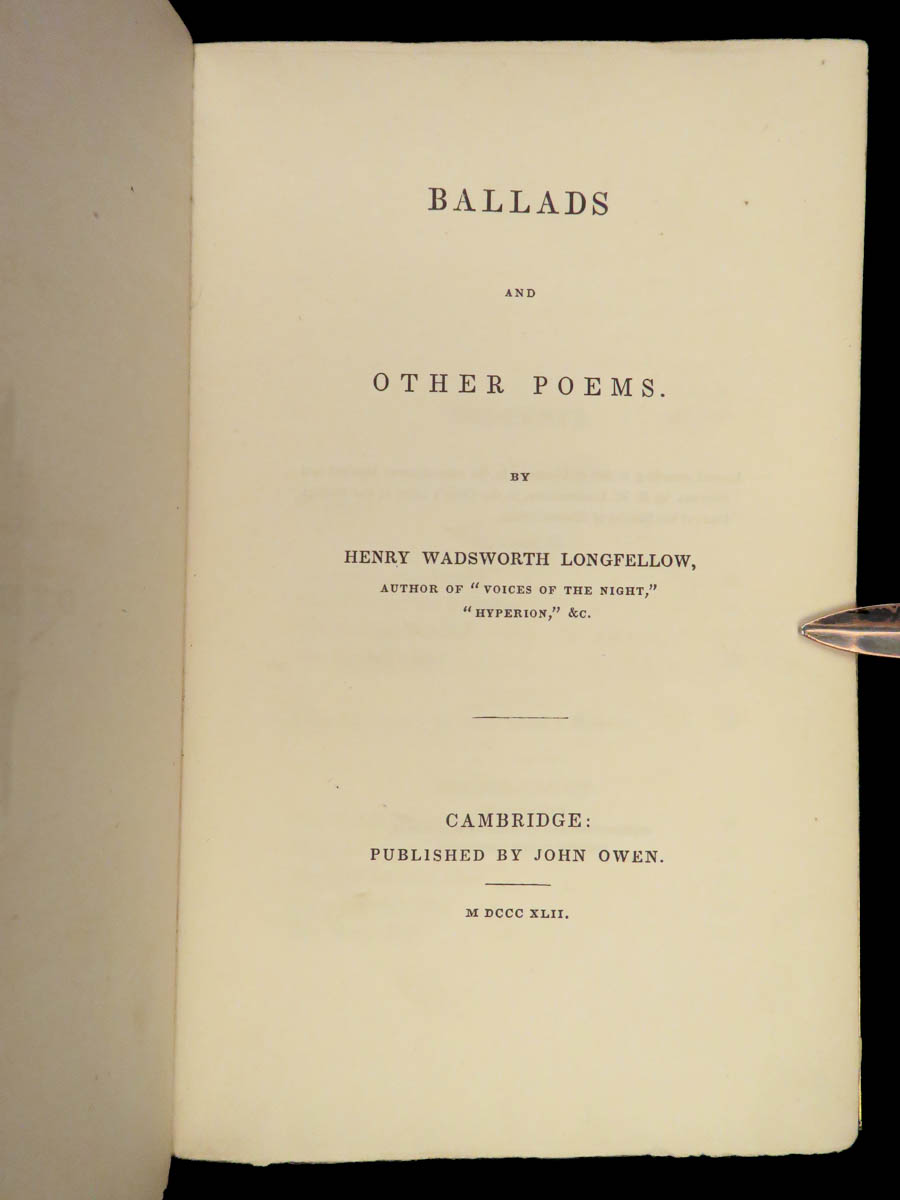 BALLADS
AND
OTHER POEMS.
BY
HENRY WADSWORTH LONGFELLOW,
AUTHOR OF “VOICES OF THE NIGHT,”
“HYPERION,” &C.
CAMBRIDGE:
PUBLISHED BY JOHN OWEN.
M DCCC XLII.